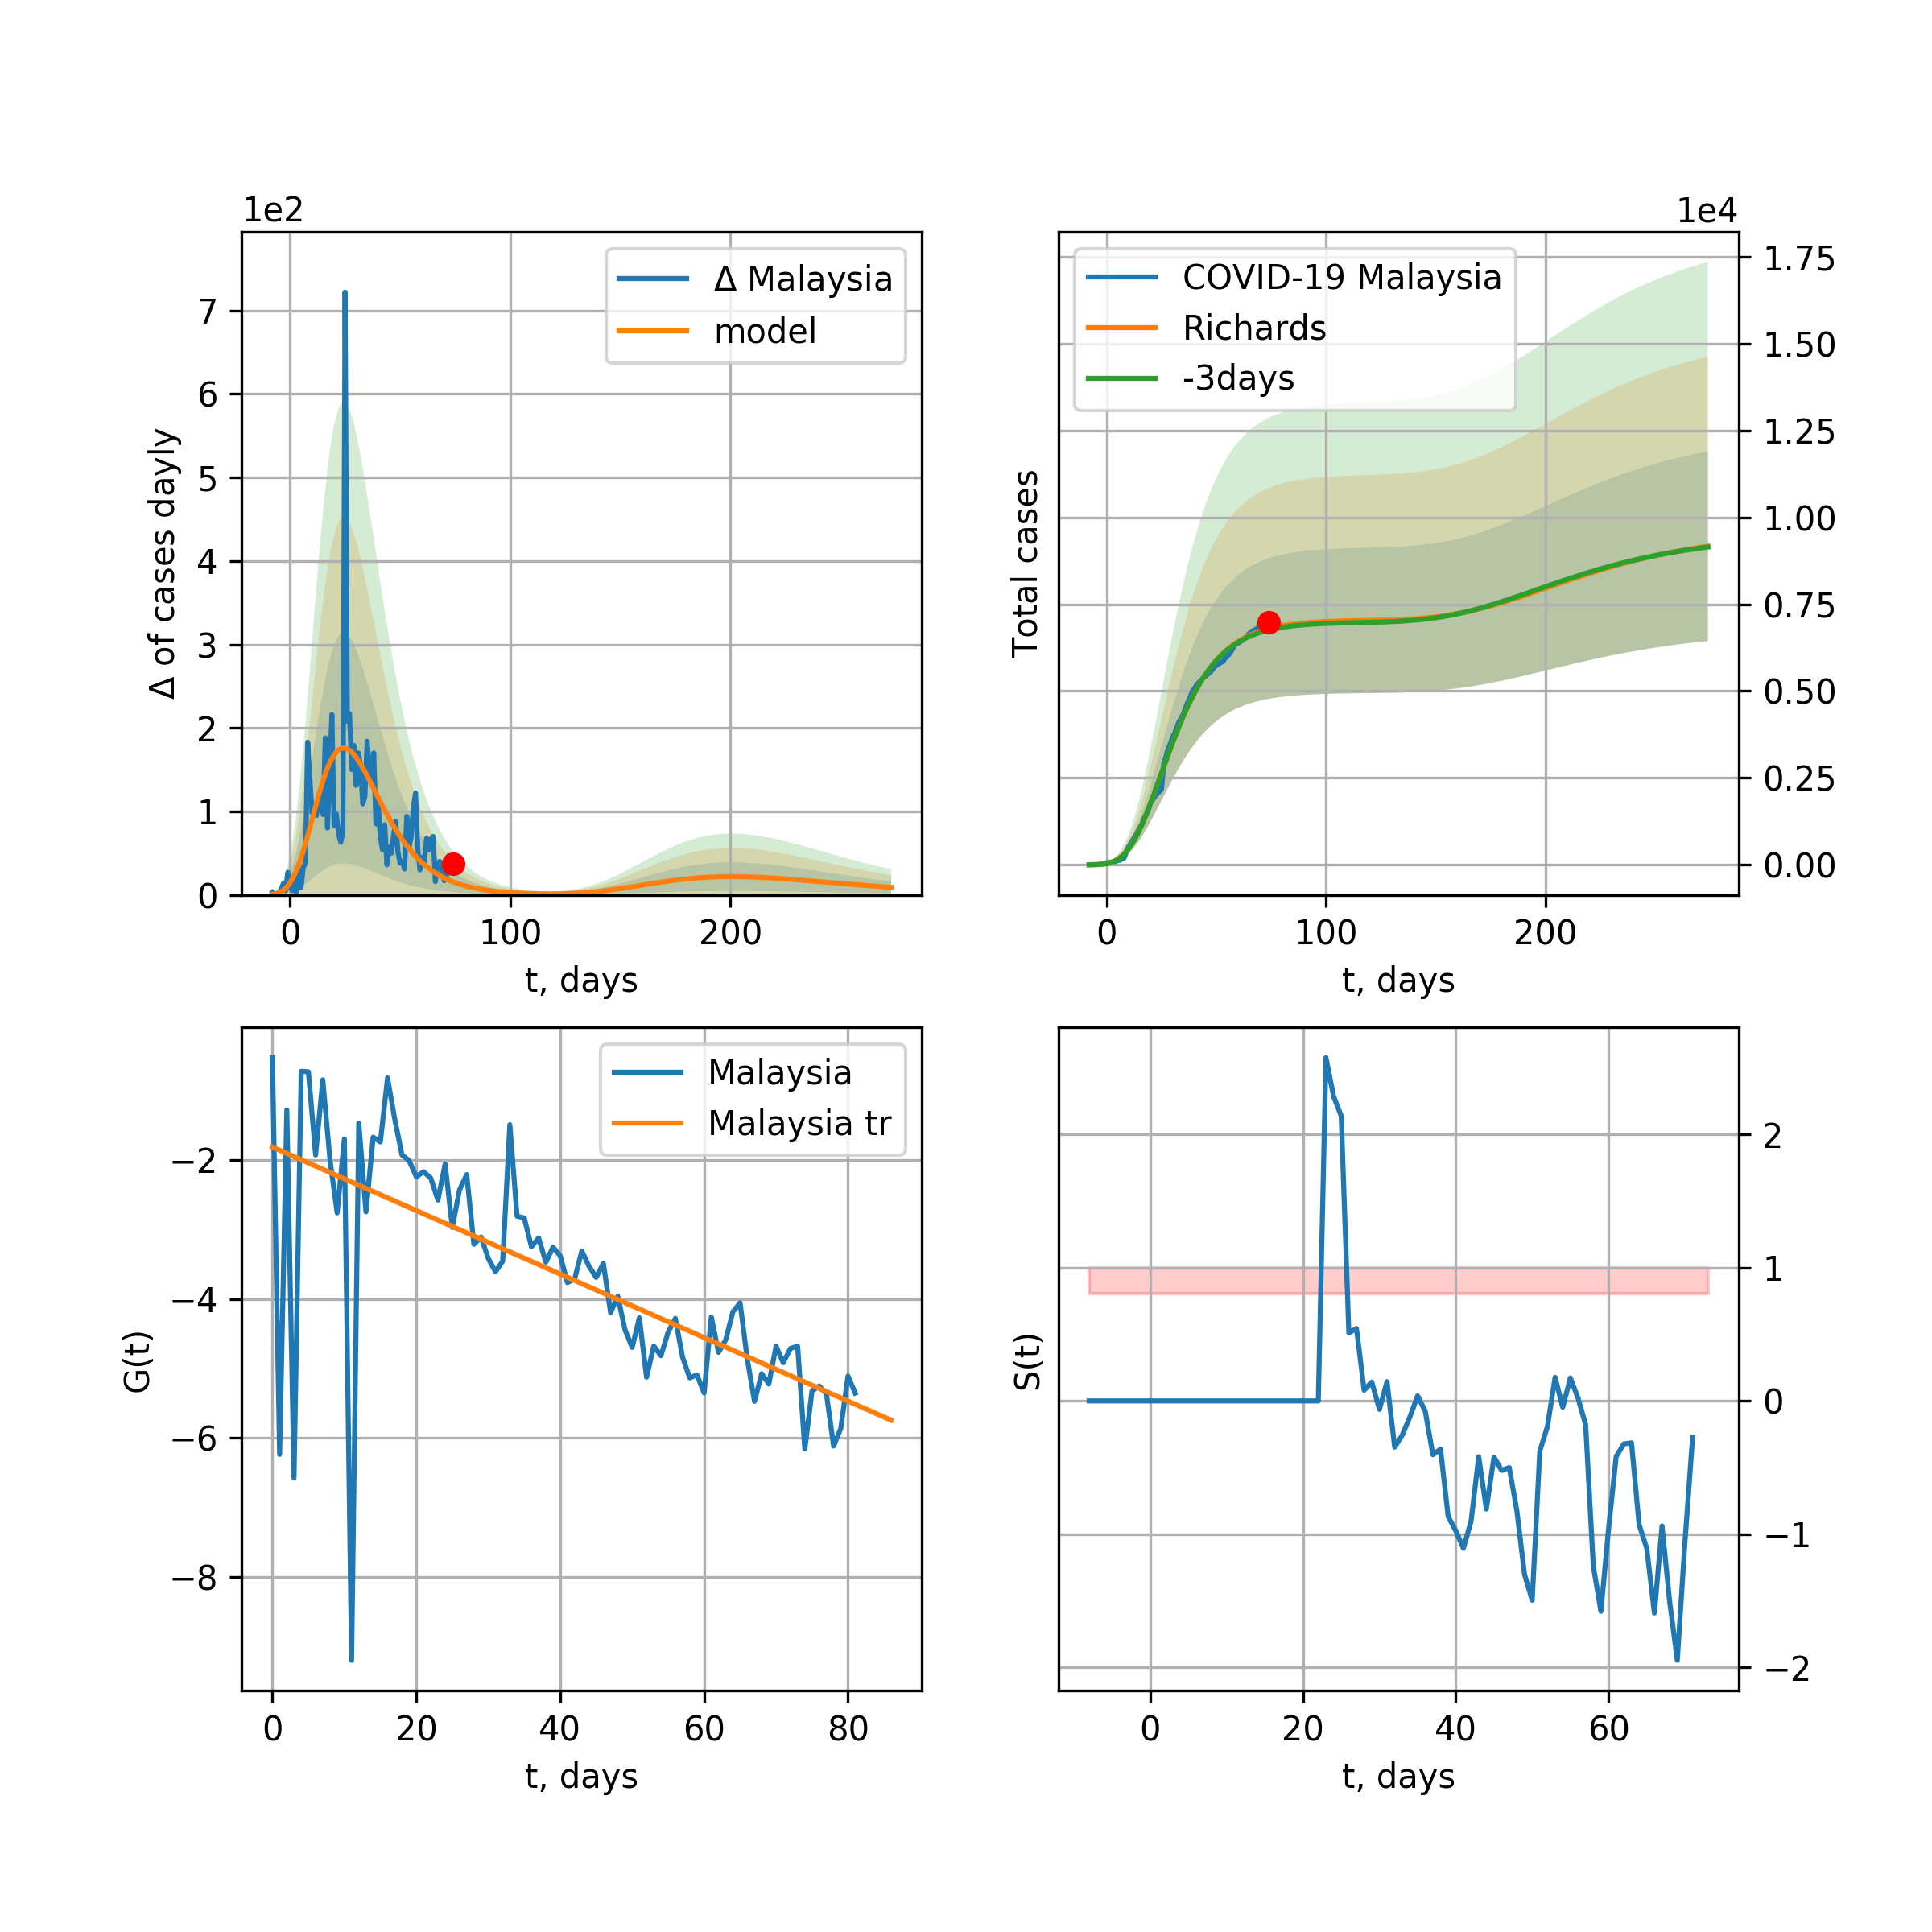 1e2
Δ of cases dayly
7
6
5
4
3
2
1
0
Δ Malaysia
model
0 100 200
t, days
1e4
Total cases
COVID-19 Malaysia
Richards
-3days
1.75
1.50
1.25
1.00
0.75
0.50
0.25
0.00
0 100 200
t, days
G(t)
−2
−4
−6
−8
Malaysia
Malaysia tr
0 20 40 60 80
t, days
S(t)
2
1
0
−1
−2
0 20 40 60
t, days